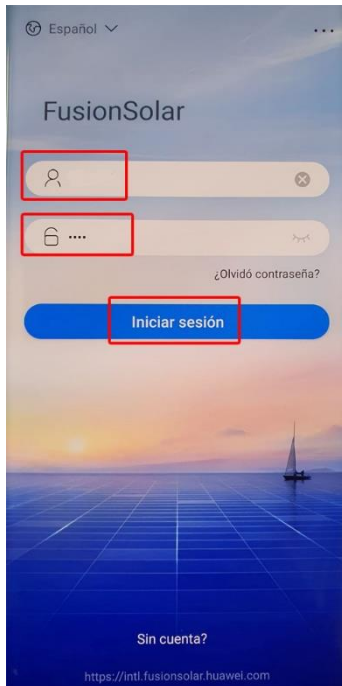 Español
...
FusionSolar
••••
¿Olvidó contraseña?
Iniciar sesión
Sin cuenta?
https://intl.fusionsolar.huawei.com